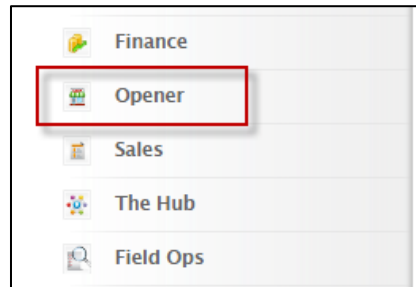 Finance
Opener
Sales
The Hub
Field Ops